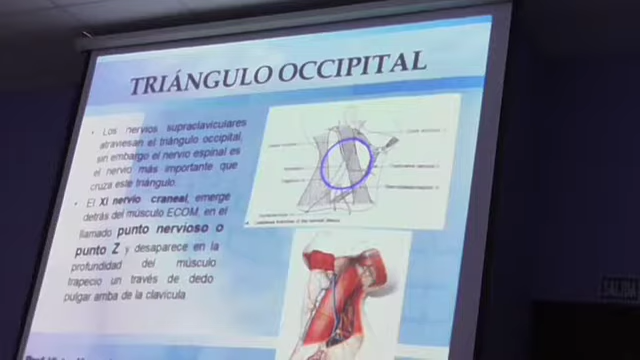 TRIÁNGULO OCCIPITAL
• Los nervios supraclaviculares
atraviesan el triángulo occipital,
sin embargo el nervio espinal es
el nervio más importante que
cruza este triángulo.
• El XI nervio craneal, emerge
detrás del músculo ECOM, en el
llamado punto nervioso o
punto Z y desaparece en la
profundidad del músculo
trapecio un través de dedo
pulgar arriba de la clavícula
SALIDA